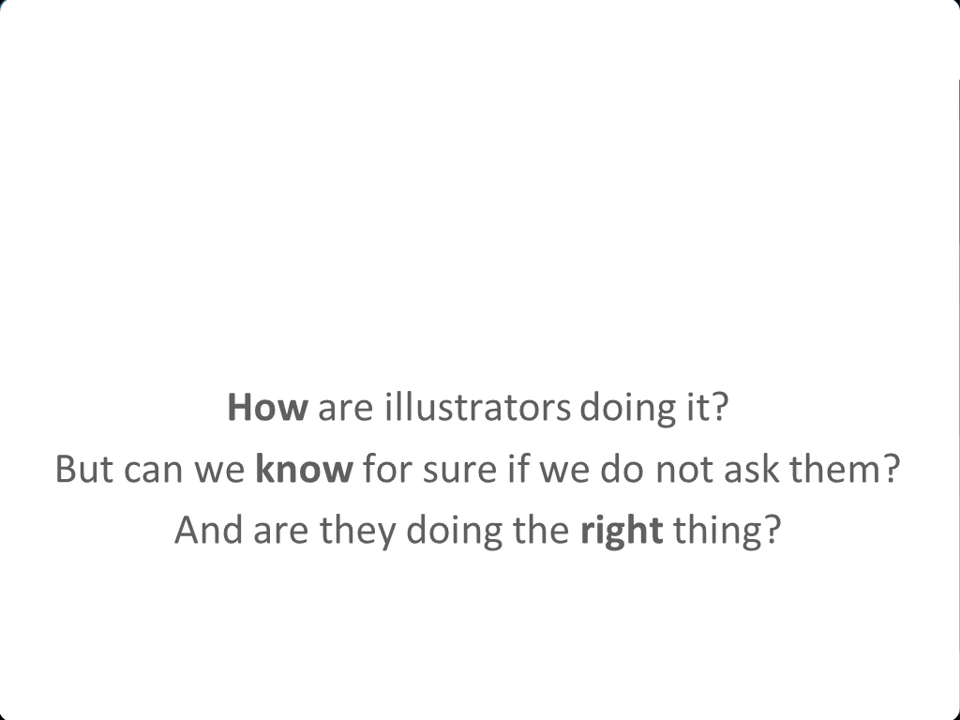 How are illustrators doing it?
But can we know for sure if we do not ask them?
And are they doing the right thing?